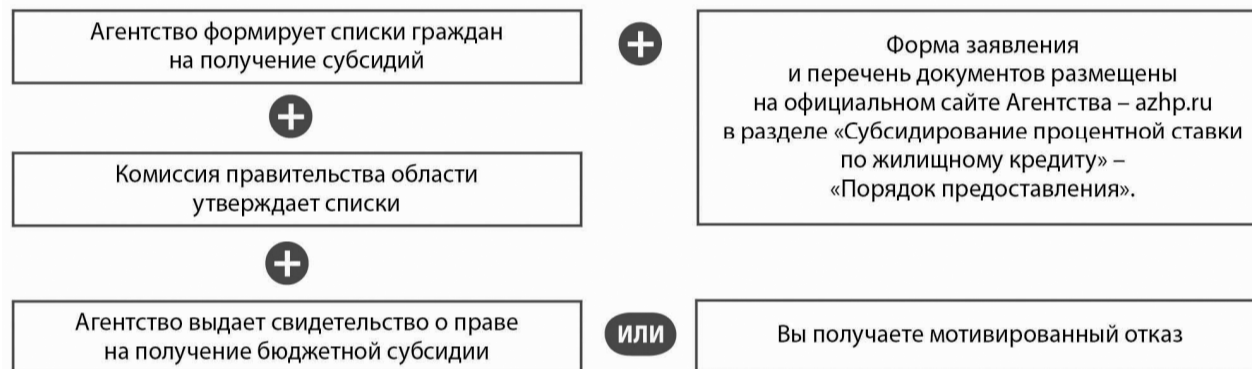 Агентство формирует списки граждан
на получение субсидий
+
Форма заявления
и перечень документов размещены
на официальном сайте Агентства – azhp.ru
в разделе «Субсидирование процентной ставки
по жилищному кредиту» –
«Порядок предоставления».
+
Комиссия правительства области
утверждает списки
+
Агентство выдает свидетельство о праве
на получение бюджетной субсидии
ИЛИ
Вы получаете мотивированный отказ